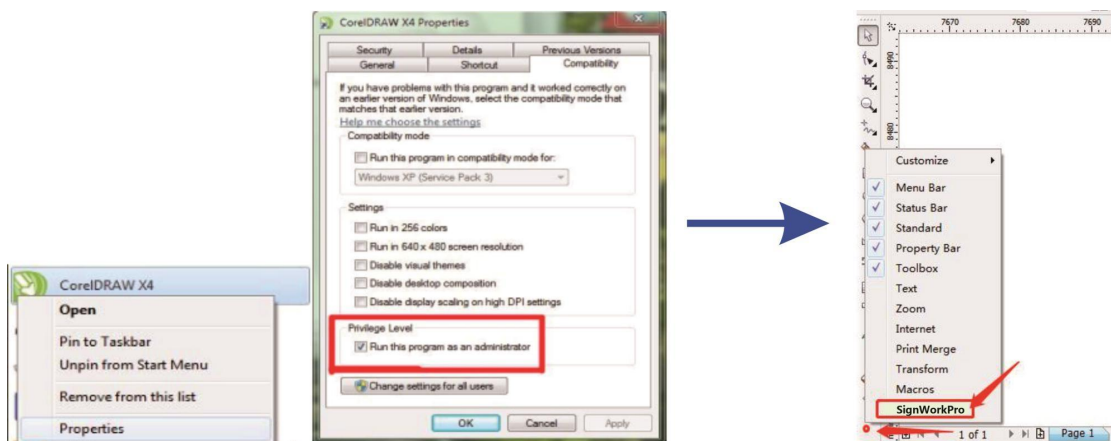 CorelDRAW X4
Open
Pin to Taskbar
Unpin from Start Menu
Remove from this list
Properties
CorelDRAW X4 Properties
Security Details Previous Versions
General Shortcut Compatibility
If you have problems with this program and it worked correctly on
an earlier version of Windows, select the compatibility mode that
matches that earlier version.
Help me choose the settings
Compatibility mode
Run this program in compatibility mode for:
Windows XP (Service Pack 3)
Settings
Run in 256 colors
Run in 640 x 480 screen resolution
Disable visual themes
Disable desktop composition
Disable display scaling on high DPI settings
Privilege Level
Run this program as an administrator
Change settings for all users
OK Cancel Apply
7670 7680 7690
8490
8480
Customize
Menu Bar
Status Bar
Standard
Property Bar
Toolbox
Text
Zoom
Internet
Print Merge
Transform
Macros
SignWorkPro
1 of 1 Page 1